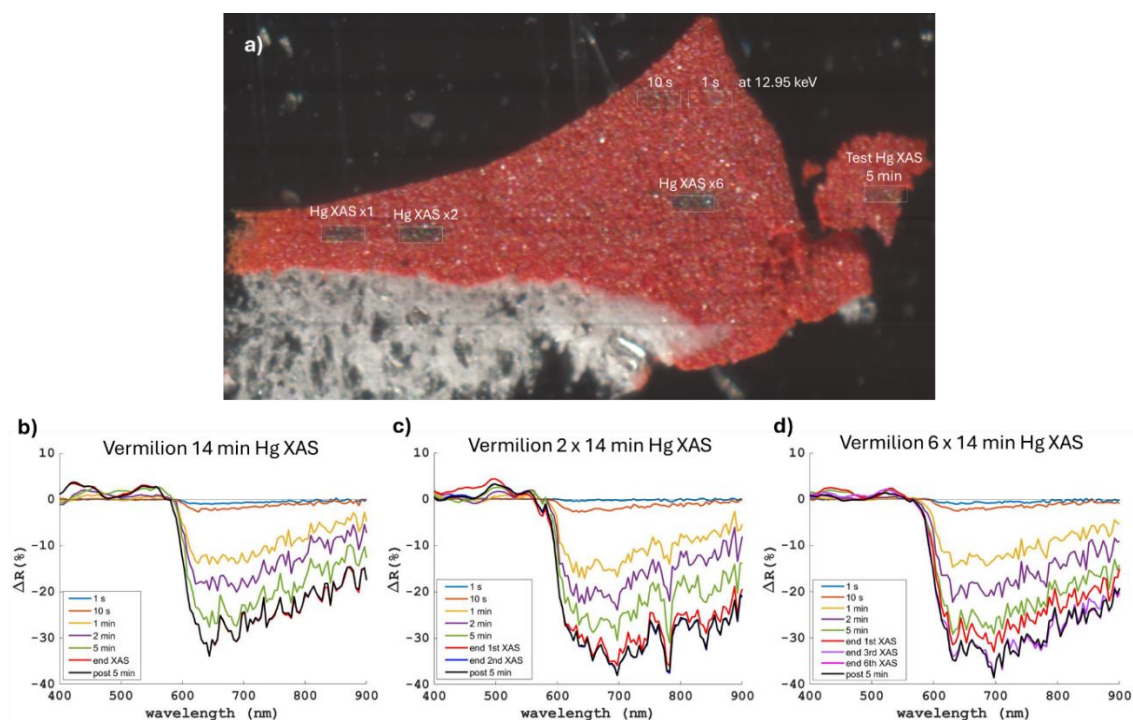 a)
10 s 1 s at 12.95 keV
Test Hg XAS
5 min
Hg XAS x6
Hg XAS x1 Hg XAS x2
b)
Vermilion 14 min Hg XAS
10
0
-10
-20
-30
-40
ΔR(%)
1 s
10 s
1 min
2 min
5 min
end XAS
post 5 min
400 500 600 700 800 900
wavelength (nm)
c)
Vermilion 2 x 14 min Hg XAS
10
0
-10
-20
-30
-40
ΔR(%)
1 s
10 s
1 min
2 min
5 min
end 1st XAS
end 2nd XAS
post 5 min
400 500 600 700 800 900
wavelength (nm)
d)
Vermilion 6 x 14 min Hg XAS
10
0
-10
-20
-30
-40
ΔR(%)
1 s
10 s
1 min
2 min
5 min
end 1st XAS
end 3rd XAS
end 6th XAS
post 5 min
400 500 600 700 800 900
wavelength (nm)